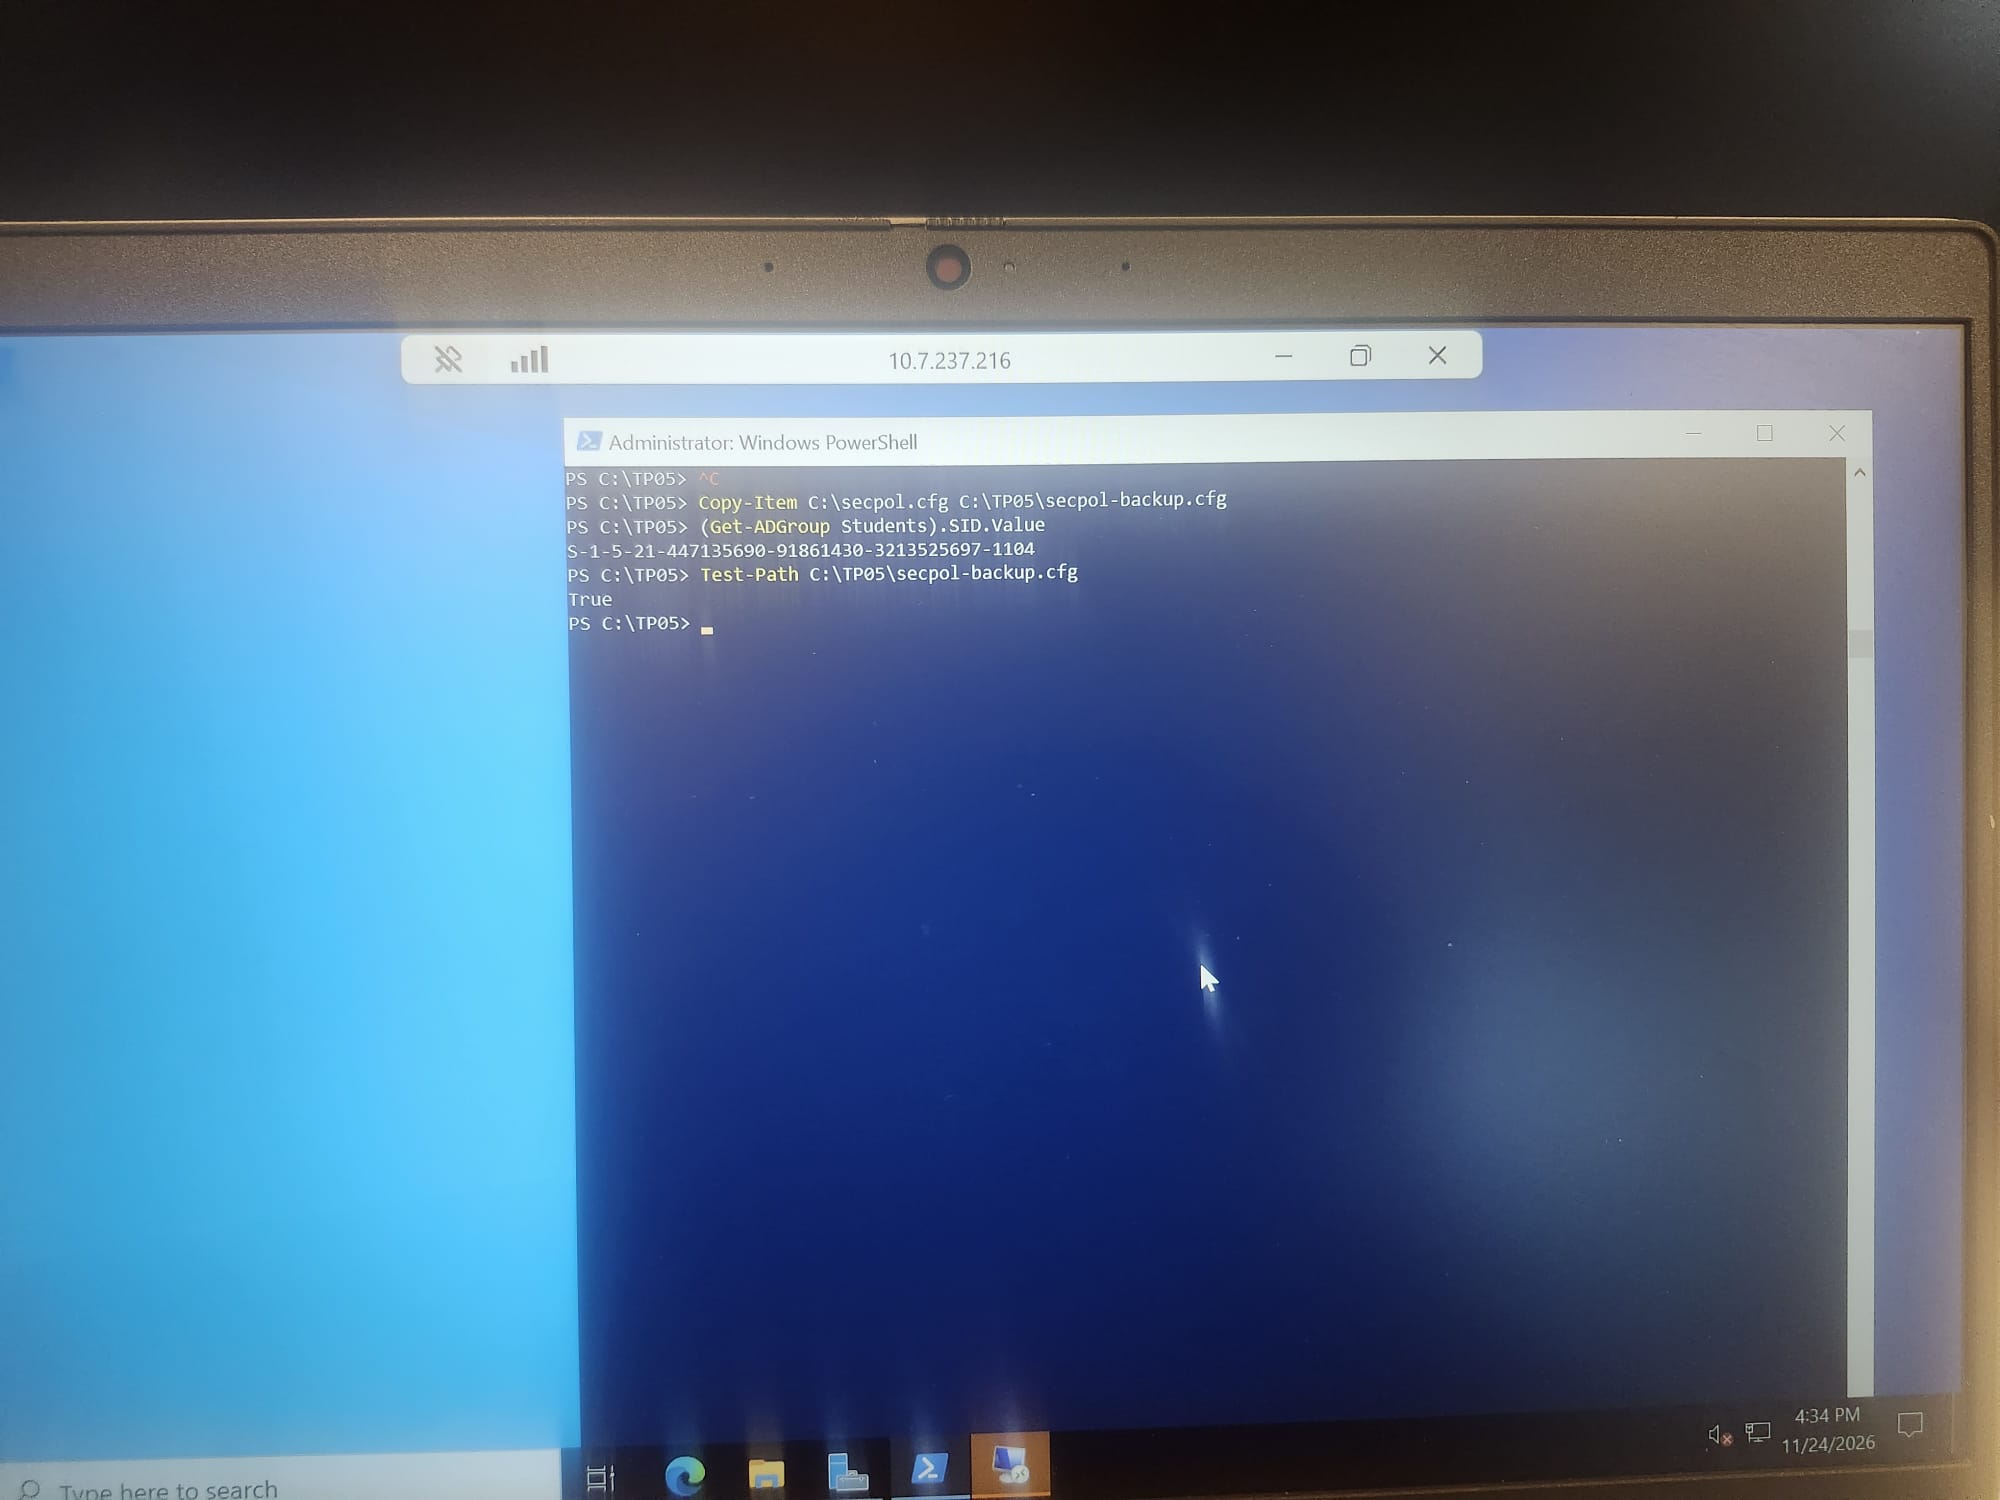 10.7.237.216
Administrator: Windows PowerShell
PS C:\TP05> ^C
PS C:\TP05> Copy-Item C:\secpol.cfg C:\TP05\secpol-backup.cfg
PS C:\TP05> (Get-ADGroup Students).SID.Value
S-1-5-21-447135690-91861430-3213525697-1104
PS C:\TP05> Test-Path C:\TP05\secpol-backup.cfg
True
PS C:\TP05>
4:34 PM
11/24/2026
Type here to search